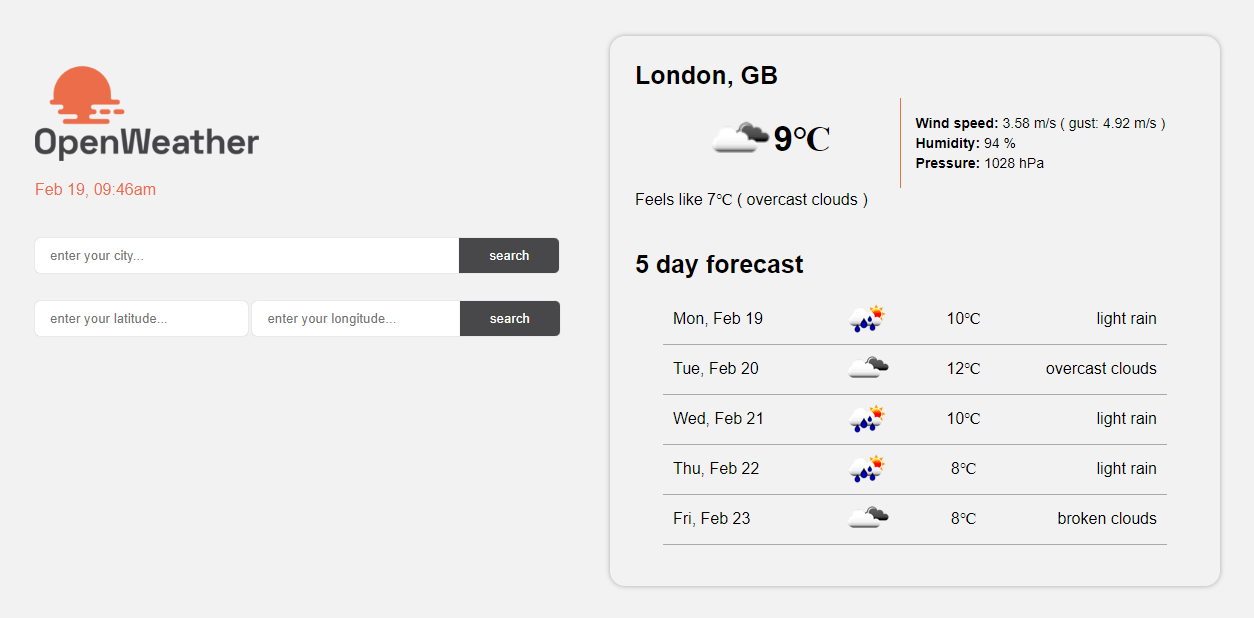 OpenWeather
Feb 19, 09:46am
enter your city...
search
enter your latitude...
enter your longitude...
search
London, GB
9℃
Wind speed: 3.58 m/s ( gust: 4.92 m/s )
Humidity: 94 %
Pressure: 1028 hPa
Feels like 7℃ ( overcast clouds )
5 day forecast
Mon, Feb 19 10℃ light rain
Tue, Feb 20 12℃ overcast clouds
Wed, Feb 21 10℃ light rain
Thu, Feb 22 8℃ light rain
Fri, Feb 23 8℃ broken clouds